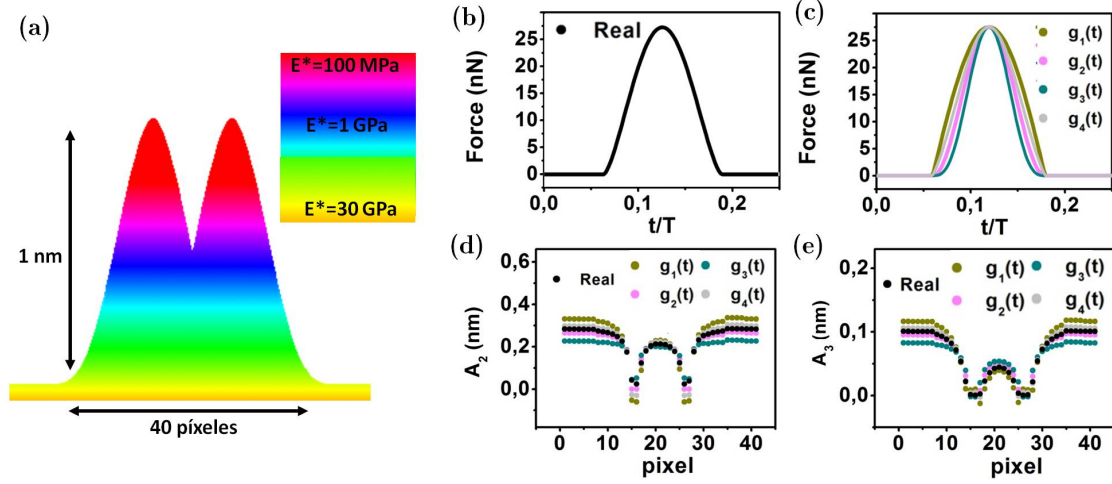 (a)
E*=100 MPa
E*=1 GPa
E*=30 GPa
1 nm
40 píxeles
(b)
Force (nN)
25
20
15
10
5
0
Real
0,0
0,1
0,2
t/T
(c)
Force (nN)
25
20
15
10
5
0
g1(t)
g2(t)
g3(t)
g4(t)
0,0
0,1
0,2
t/T
(d)
A2 (nm)
0,6
0,4
0,2
0,0
Real
g1(t)
g3(t)
g2(t)
g4(t)
0
10
20
30
40
pixel
(e)
A3 (nm)
0,2
0,1
0,0
Real
g1(t)
g3(t)
g2(t)
g4(t)
0
10
20
30
40
pixel